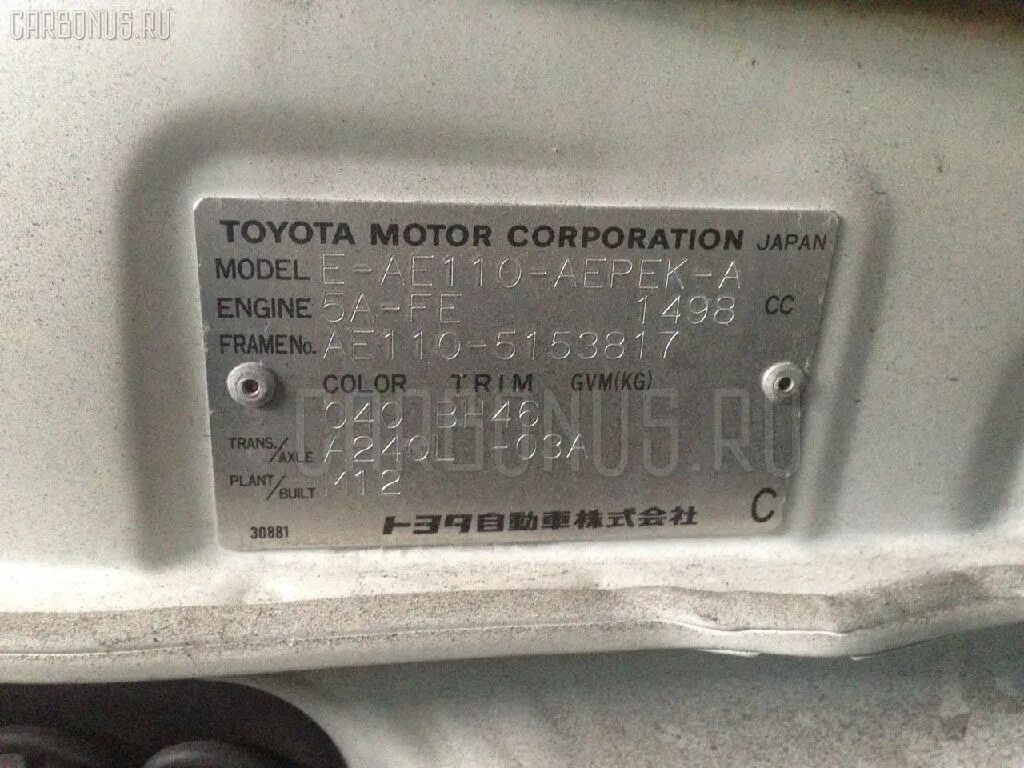 CARBONUS.RU
TOYOTA MOTOR CORPORATION JAPAN
MODEL E-AE110-AEPEK-A
ENGINE 5A-FE 1498 CC
FRAME No. AE110-5153817
COLOR TRIM GVM(KG)
040 BH46
TRANS./AXLE A240L -03A
PLANT/BUILT M12
30881 トヨタ自動車株式会社 C
CARBONUS.RU